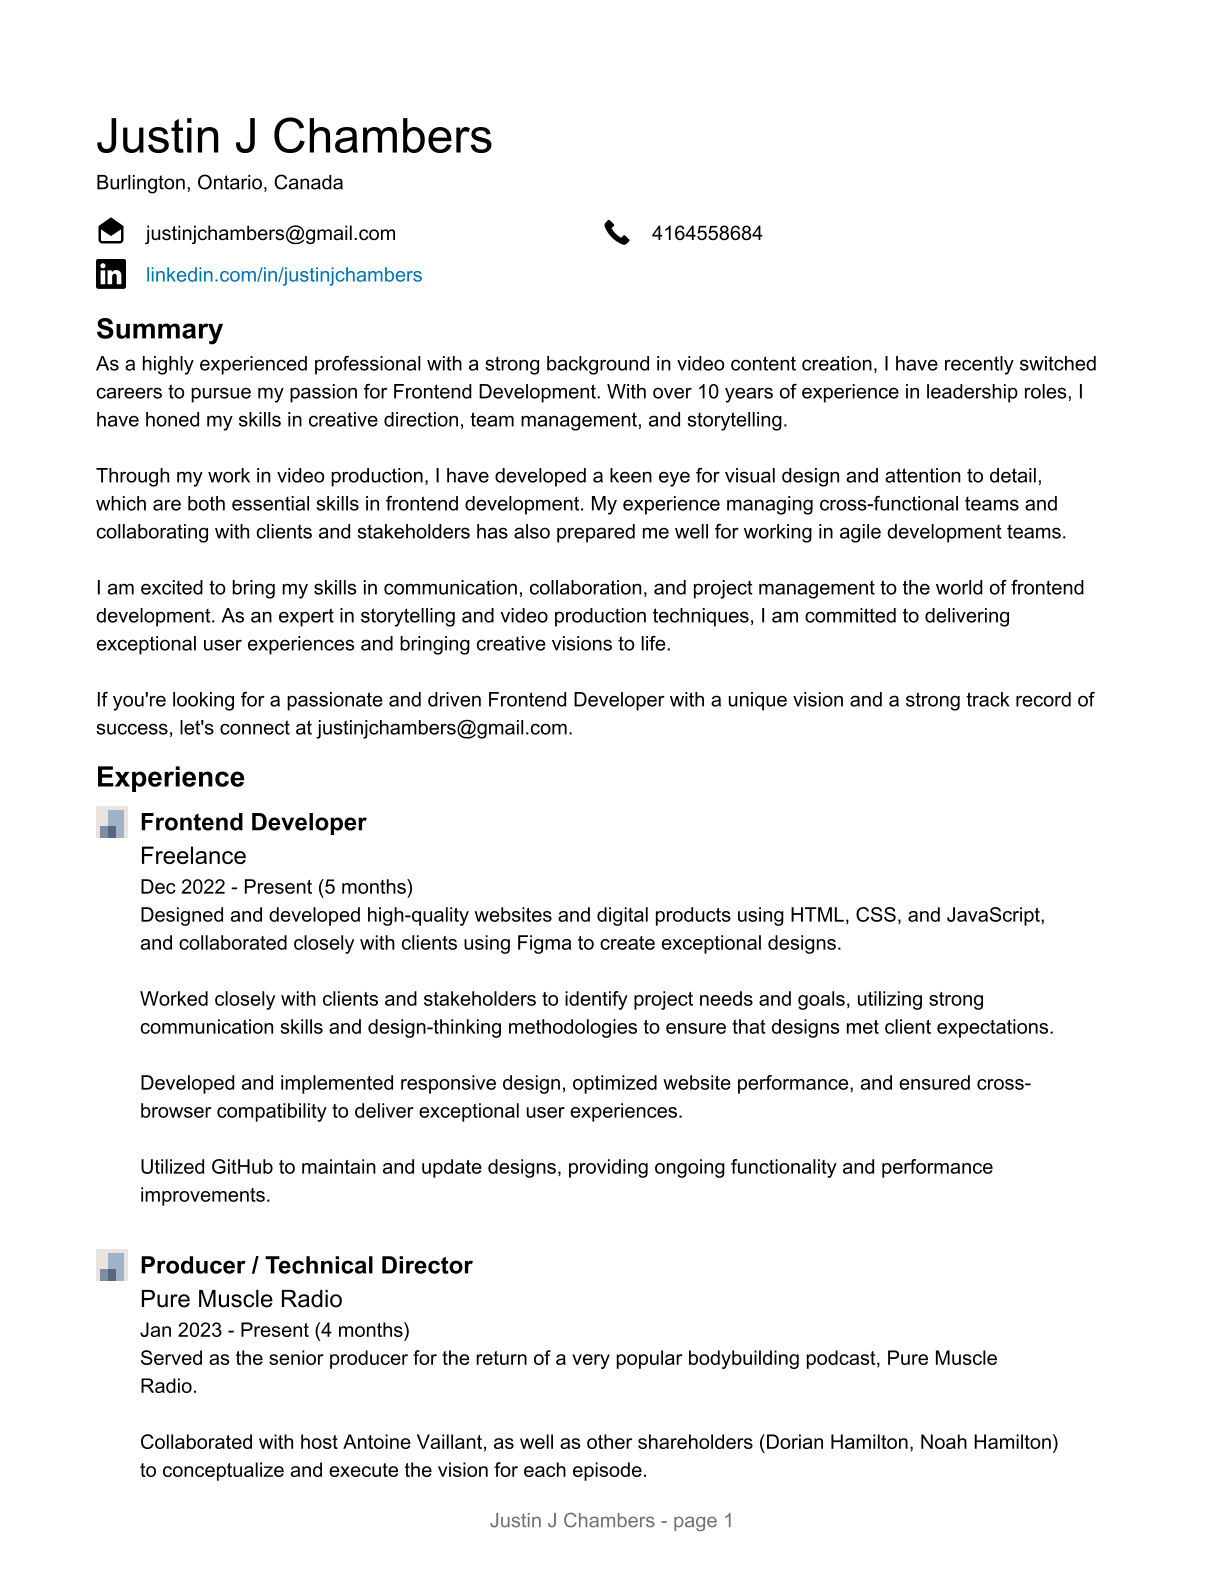 Justin J Chambers
Burlington, Ontario, Canada
justinjchambers@gmail.com
4164558684
linkedin.com/in/justinjchambers
Summary
As a highly experienced professional with a strong background in video content creation, I have recently switched
careers to pursue my passion for Frontend Development. With over 10 years of experience in leadership roles, I
have honed my skills in creative direction, team management, and storytelling.
Through my work in video production, I have developed a keen eye for visual design and attention to detail,
which are both essential skills in frontend development. My experience managing cross-functional teams and
collaborating with clients and stakeholders has also prepared me well for working in agile development teams.
I am excited to bring my skills in communication, collaboration, and project management to the world of frontend
development. As an expert in storytelling and video production techniques, I am committed to delivering
exceptional user experiences and bringing creative visions to life.
If you're looking for a passionate and driven Frontend Developer with a unique vision and a strong track record of
success, let's connect at justinjchambers@gmail.com.
Experience
Frontend Developer
Freelance
Dec 2022 - Present (5 months)
Designed and developed high-quality websites and digital products using HTML, CSS, and JavaScript,
and collaborated closely with clients using Figma to create exceptional designs.
Worked closely with clients and stakeholders to identify project needs and goals, utilizing strong
communication skills and design-thinking methodologies to ensure that designs met client expectations.
Developed and implemented responsive design, optimized website performance, and ensured cross-
browser compatibility to deliver exceptional user experiences.
Utilized GitHub to maintain and update designs, providing ongoing functionality and performance
improvements.
Producer / Technical Director
Pure Muscle Radio
Jan 2023 - Present (4 months)
Served as the senior producer for the return of a very popular bodybuilding podcast, Pure Muscle
Radio.
Collaborated with host Antoine Vaillant, as well as other shareholders (Dorian Hamilton, Noah Hamilton)
to conceptualize and execute the vision for each episode.
Justin J Chambers - page 1